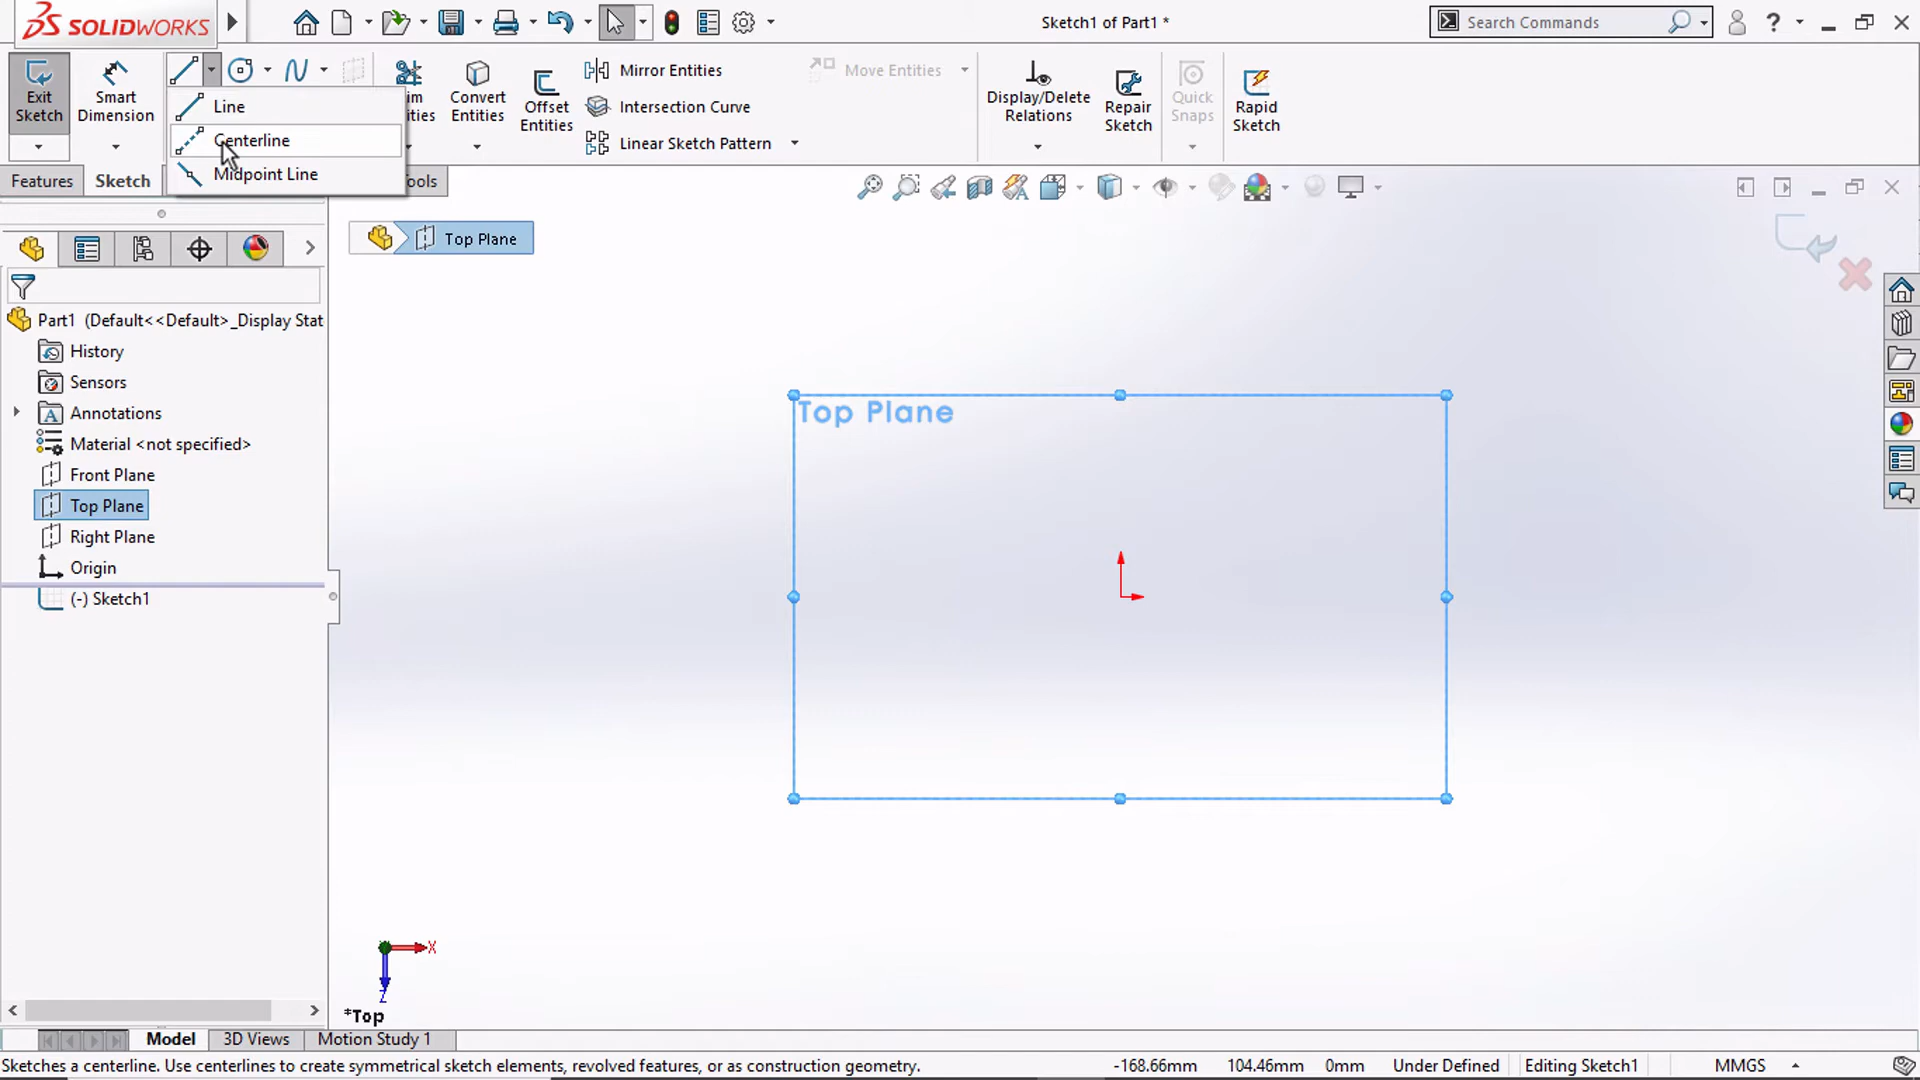 SOLIDWORKS
Sketch1 of Part1 *
Search Commands
Exit Sketch
Smart Dimension
Line
Centerline
Midpoint Line
Convert Entities
Offset Entities
Mirror Entities
Intersection Curve
Linear Sketch Pattern
Move Entities
Display/Delete Relations
Repair Sketch
Quick Snaps
Rapid Sketch
Features
Sketch
Top Plane
Part1 (Default<<Default>_Display Stat
History
Sensors
Annotations
Material <not specified>
Front Plane
Top Plane
Right Plane
Origin
(-) Sketch1
Top Plane
X
Z
*Top
Model
3D Views
Motion Study 1
Sketches a centerline. Use centerlines to create symmetrical sketch elements, revolved features, or as construction geometry.
-168.66mm
104.46mm
0mm
Under Defined
Editing Sketch1
MMGS